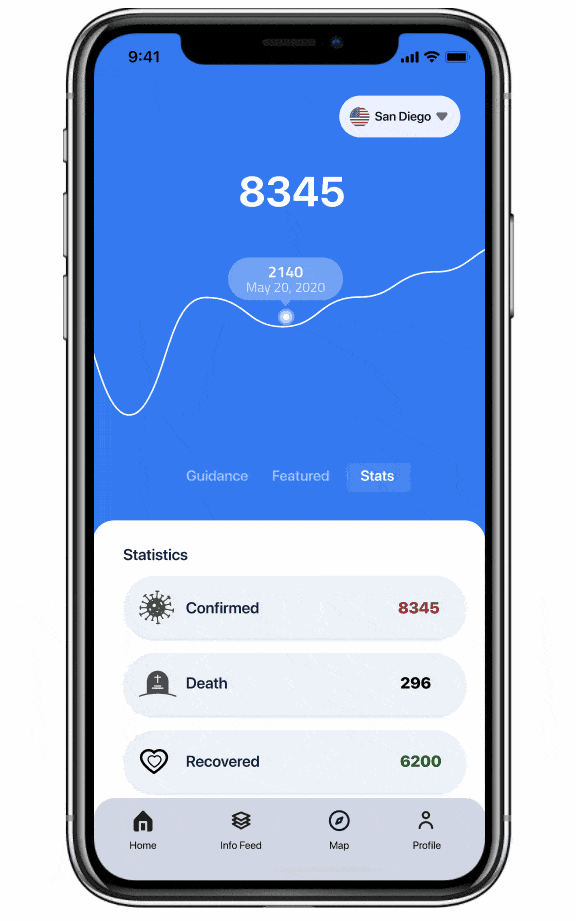 9:41
San Diego
8345
2140
May 20, 2020
Guidance Featured Stats
Statistics
Confirmed 8345
Death 296
Recovered 6200
Home Info Feed Map Profile